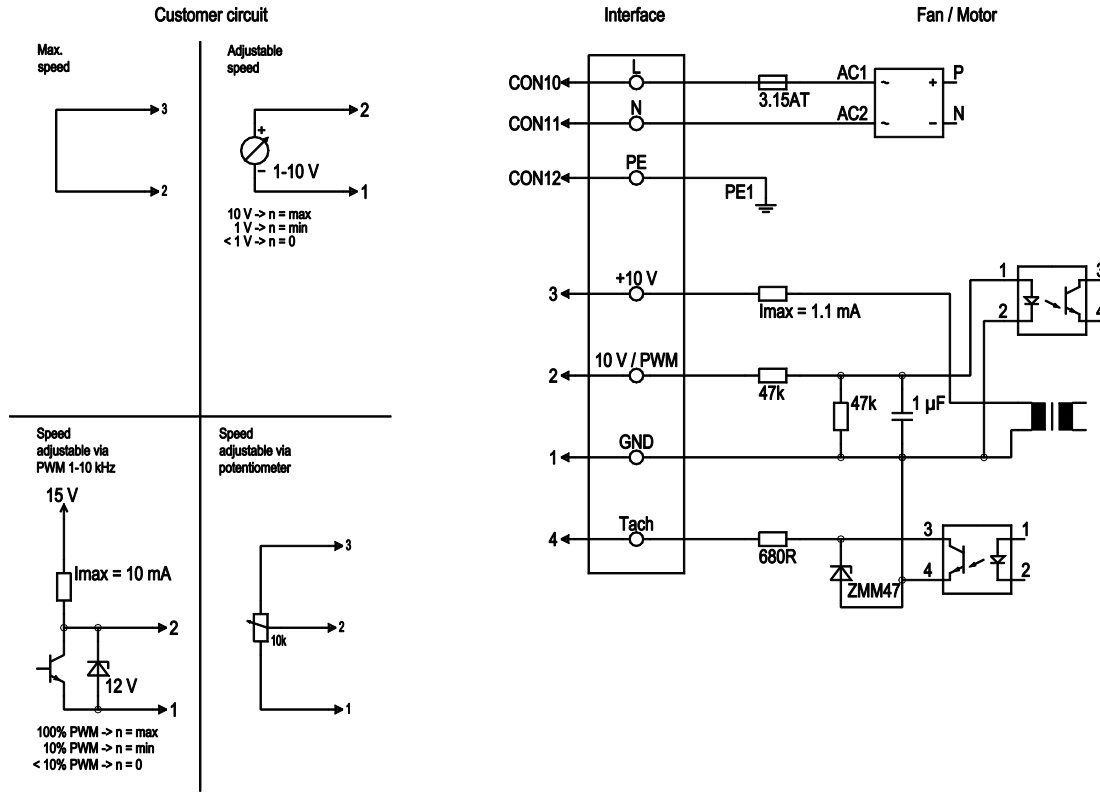 Customer circuit
Interface
Fan / Motor
Max.
speed
3
2
Adjustable
speed
2
+
−
1-10 V
1
10 V -> n = max
1 V -> n = min
< 1 V -> n = 0
Speed
adjustable via
PWM 1-10 kHz
15 V
Imax = 10 mA
2
12 V
1
100% PWM -> n = max
10% PWM -> n = min
< 10% PWM -> n = 0
Speed
adjustable via
potentiometer
3
2
10k
1
CON10
L
3.15AT
AC1
~
+
P
CON11
N
AC2
~
−
N
CON12
PE
PE1
3
+10 V
Imax = 1.1 mA
1
2
3
4
2
10 V / PWM
47k
47k
1 µF
1
GND
4
Tach
680R
ZMM47
3
4
1
2